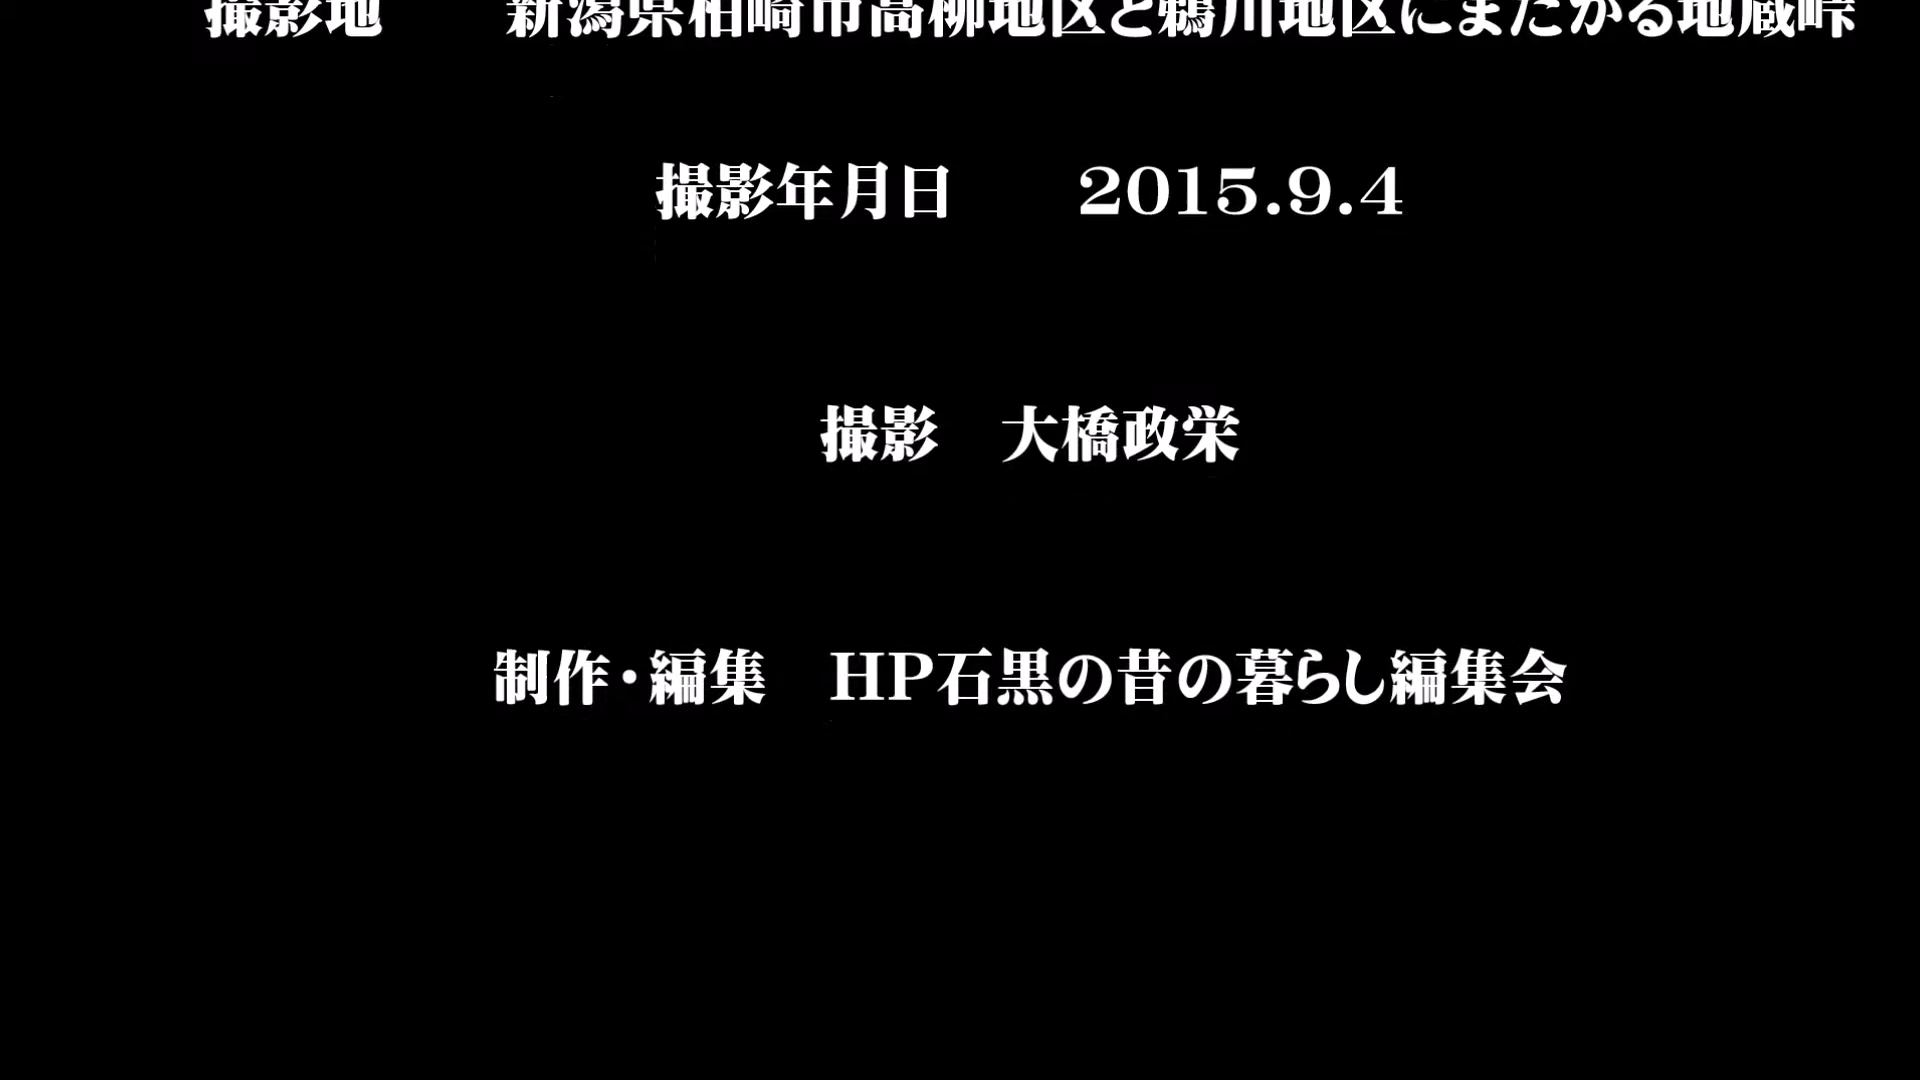 撮影地　　新潟県柏崎市高柳地区と鵜川地区にまたがる地蔵峠
撮影年月日　　2015.9.4
撮影　大橋政栄
制作・編集　HP石黒の昔の暮らし編集会